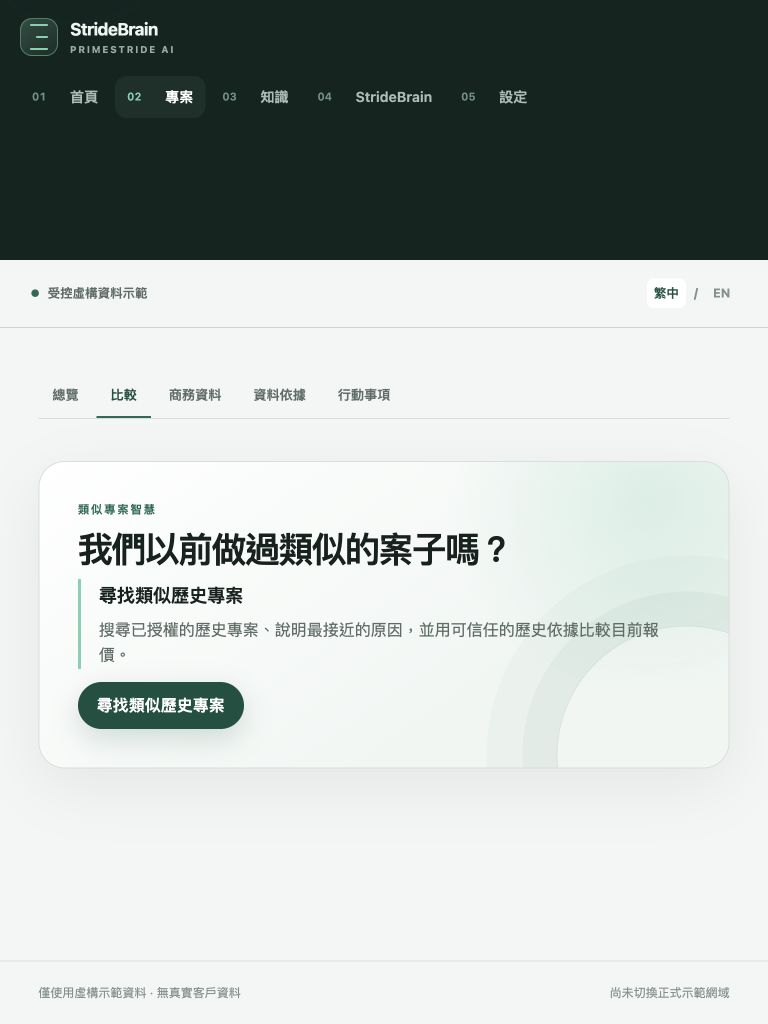 StrideBrain
PRIMESTRIDE AI
01 首頁 02 專案 03 知識 04 StrideBrain 05 設定
受控虛構資料示範
繁中 / EN
總覽 比較 商務資料 資料依據 行動事項
類似專案智慧
我們以前做過類似的案子嗎？
尋找類似歷史專案
搜尋已授權的歷史專案、說明最接近的原因，並用可信任的歷史依據比較目前報
價。
尋找類似歷史專案
僅使用虛構示範資料 · 無真實客戶資料
尚未切換正式示範網域